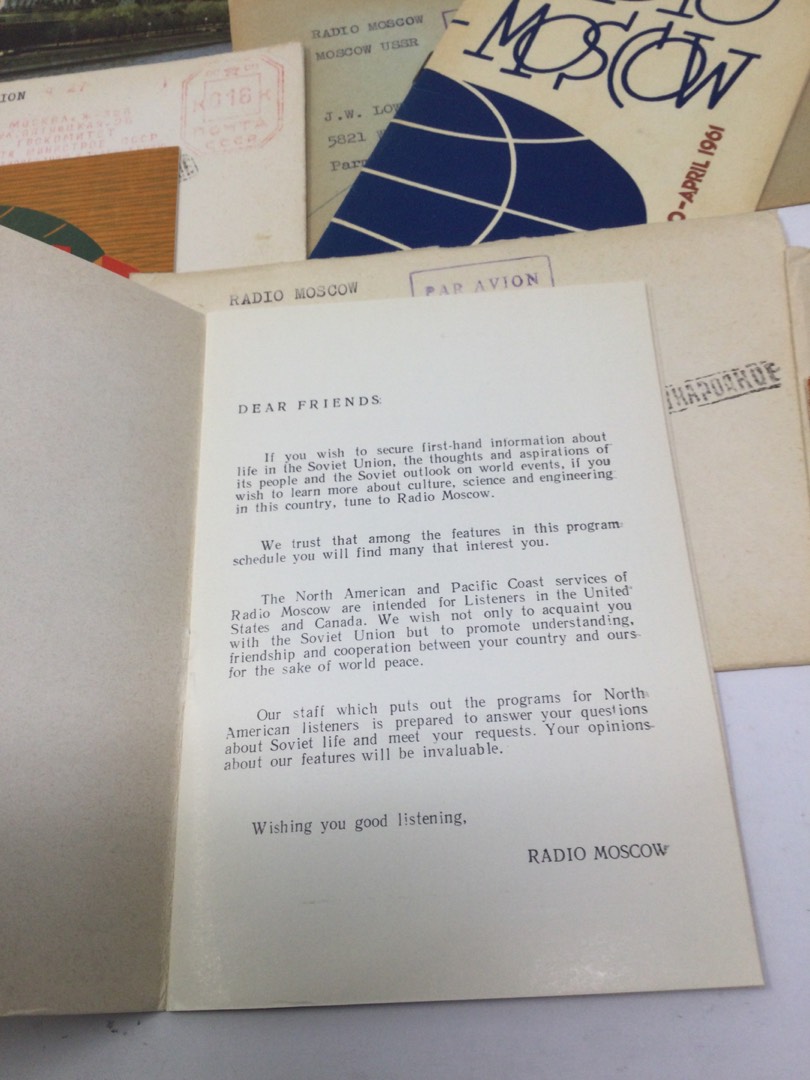 RADIO MOSCOW
MOSCOW USSR
J.W.
5821
MOSCOW
-APRIL 1961
К 016 К
ПОЧТА
СССР
RADIO MOSCOW
PAR AVION
DEAR FRIENDS:
If you wish to secure first-hand information about
life in the Soviet Union, the thoughts and aspirations of
its people and the Soviet outlook on world events, if you
wish to learn more about culture, science and engineering
in this country, tune to Radio Moscow.
We trust that among the features in this program
schedule you will find many that interest you.
The North American and Pacific Coast services of
Radio Moscow are intended for Listeners in the United
States and Canada. We wish not only to acquaint you
with the Soviet Union but to promote understanding,
friendship and cooperation between your country and ours
for the sake of world peace.
Our staff which puts out the programs for North
American listeners is prepared to answer your questions
about Soviet life and meet your requests. Your opinions
about our features will be invaluable.
Wishing you good listening,
RADIO MOSCOW